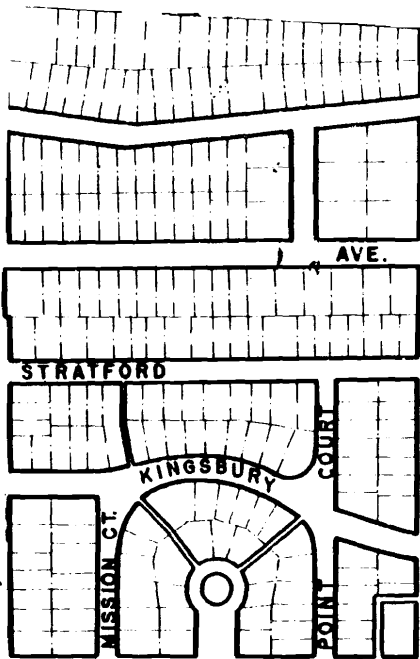 AVE.
STRATFORD
COURT
KINGSBURY
MISSION CT.
POINT